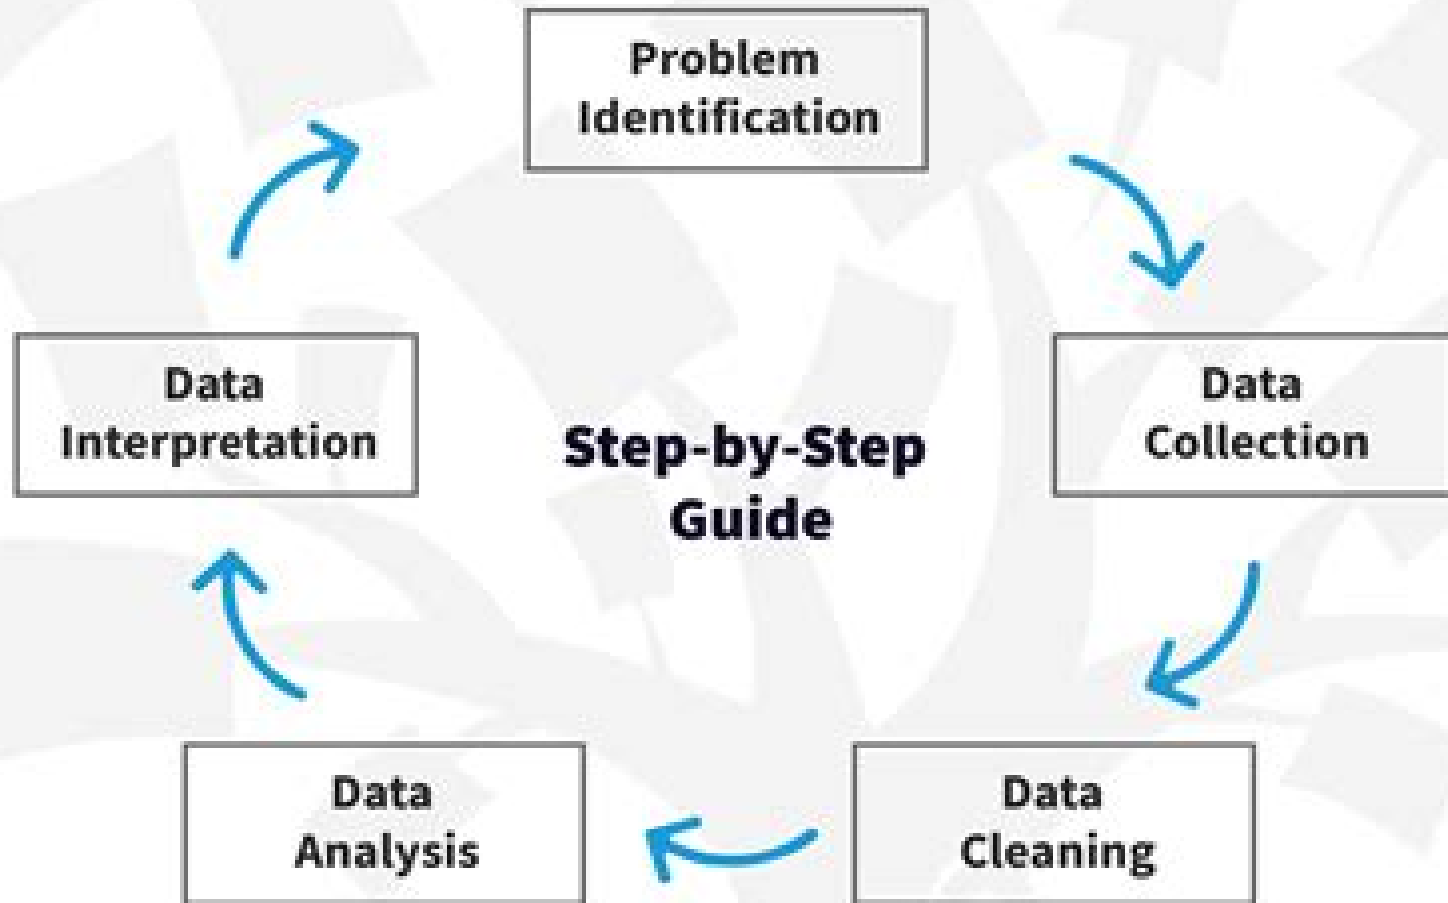 Problem
Identification
Data
Collection
Data
Cleaning
Data
Analysis
Data
Interpretation
Step-by-Step
Guide